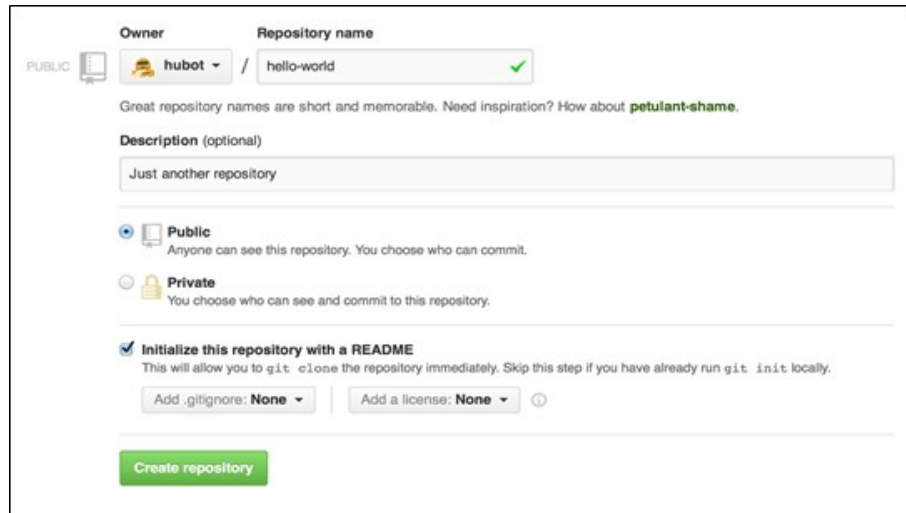 Owner Repository name
PUBLIC hubot / hello-world
Great repository names are short and memorable. Need inspiration? How about petulant-shame.
Description (optional)
Just another repository
Public
Anyone can see this repository. You choose who can commit.
Private
You choose who can see and commit to this repository.
Initialize this repository with a README
This will allow you to git clone the repository immediately. Skip this step if you have already run git init locally.
Add .gitignore: None Add a license: None
Create repository